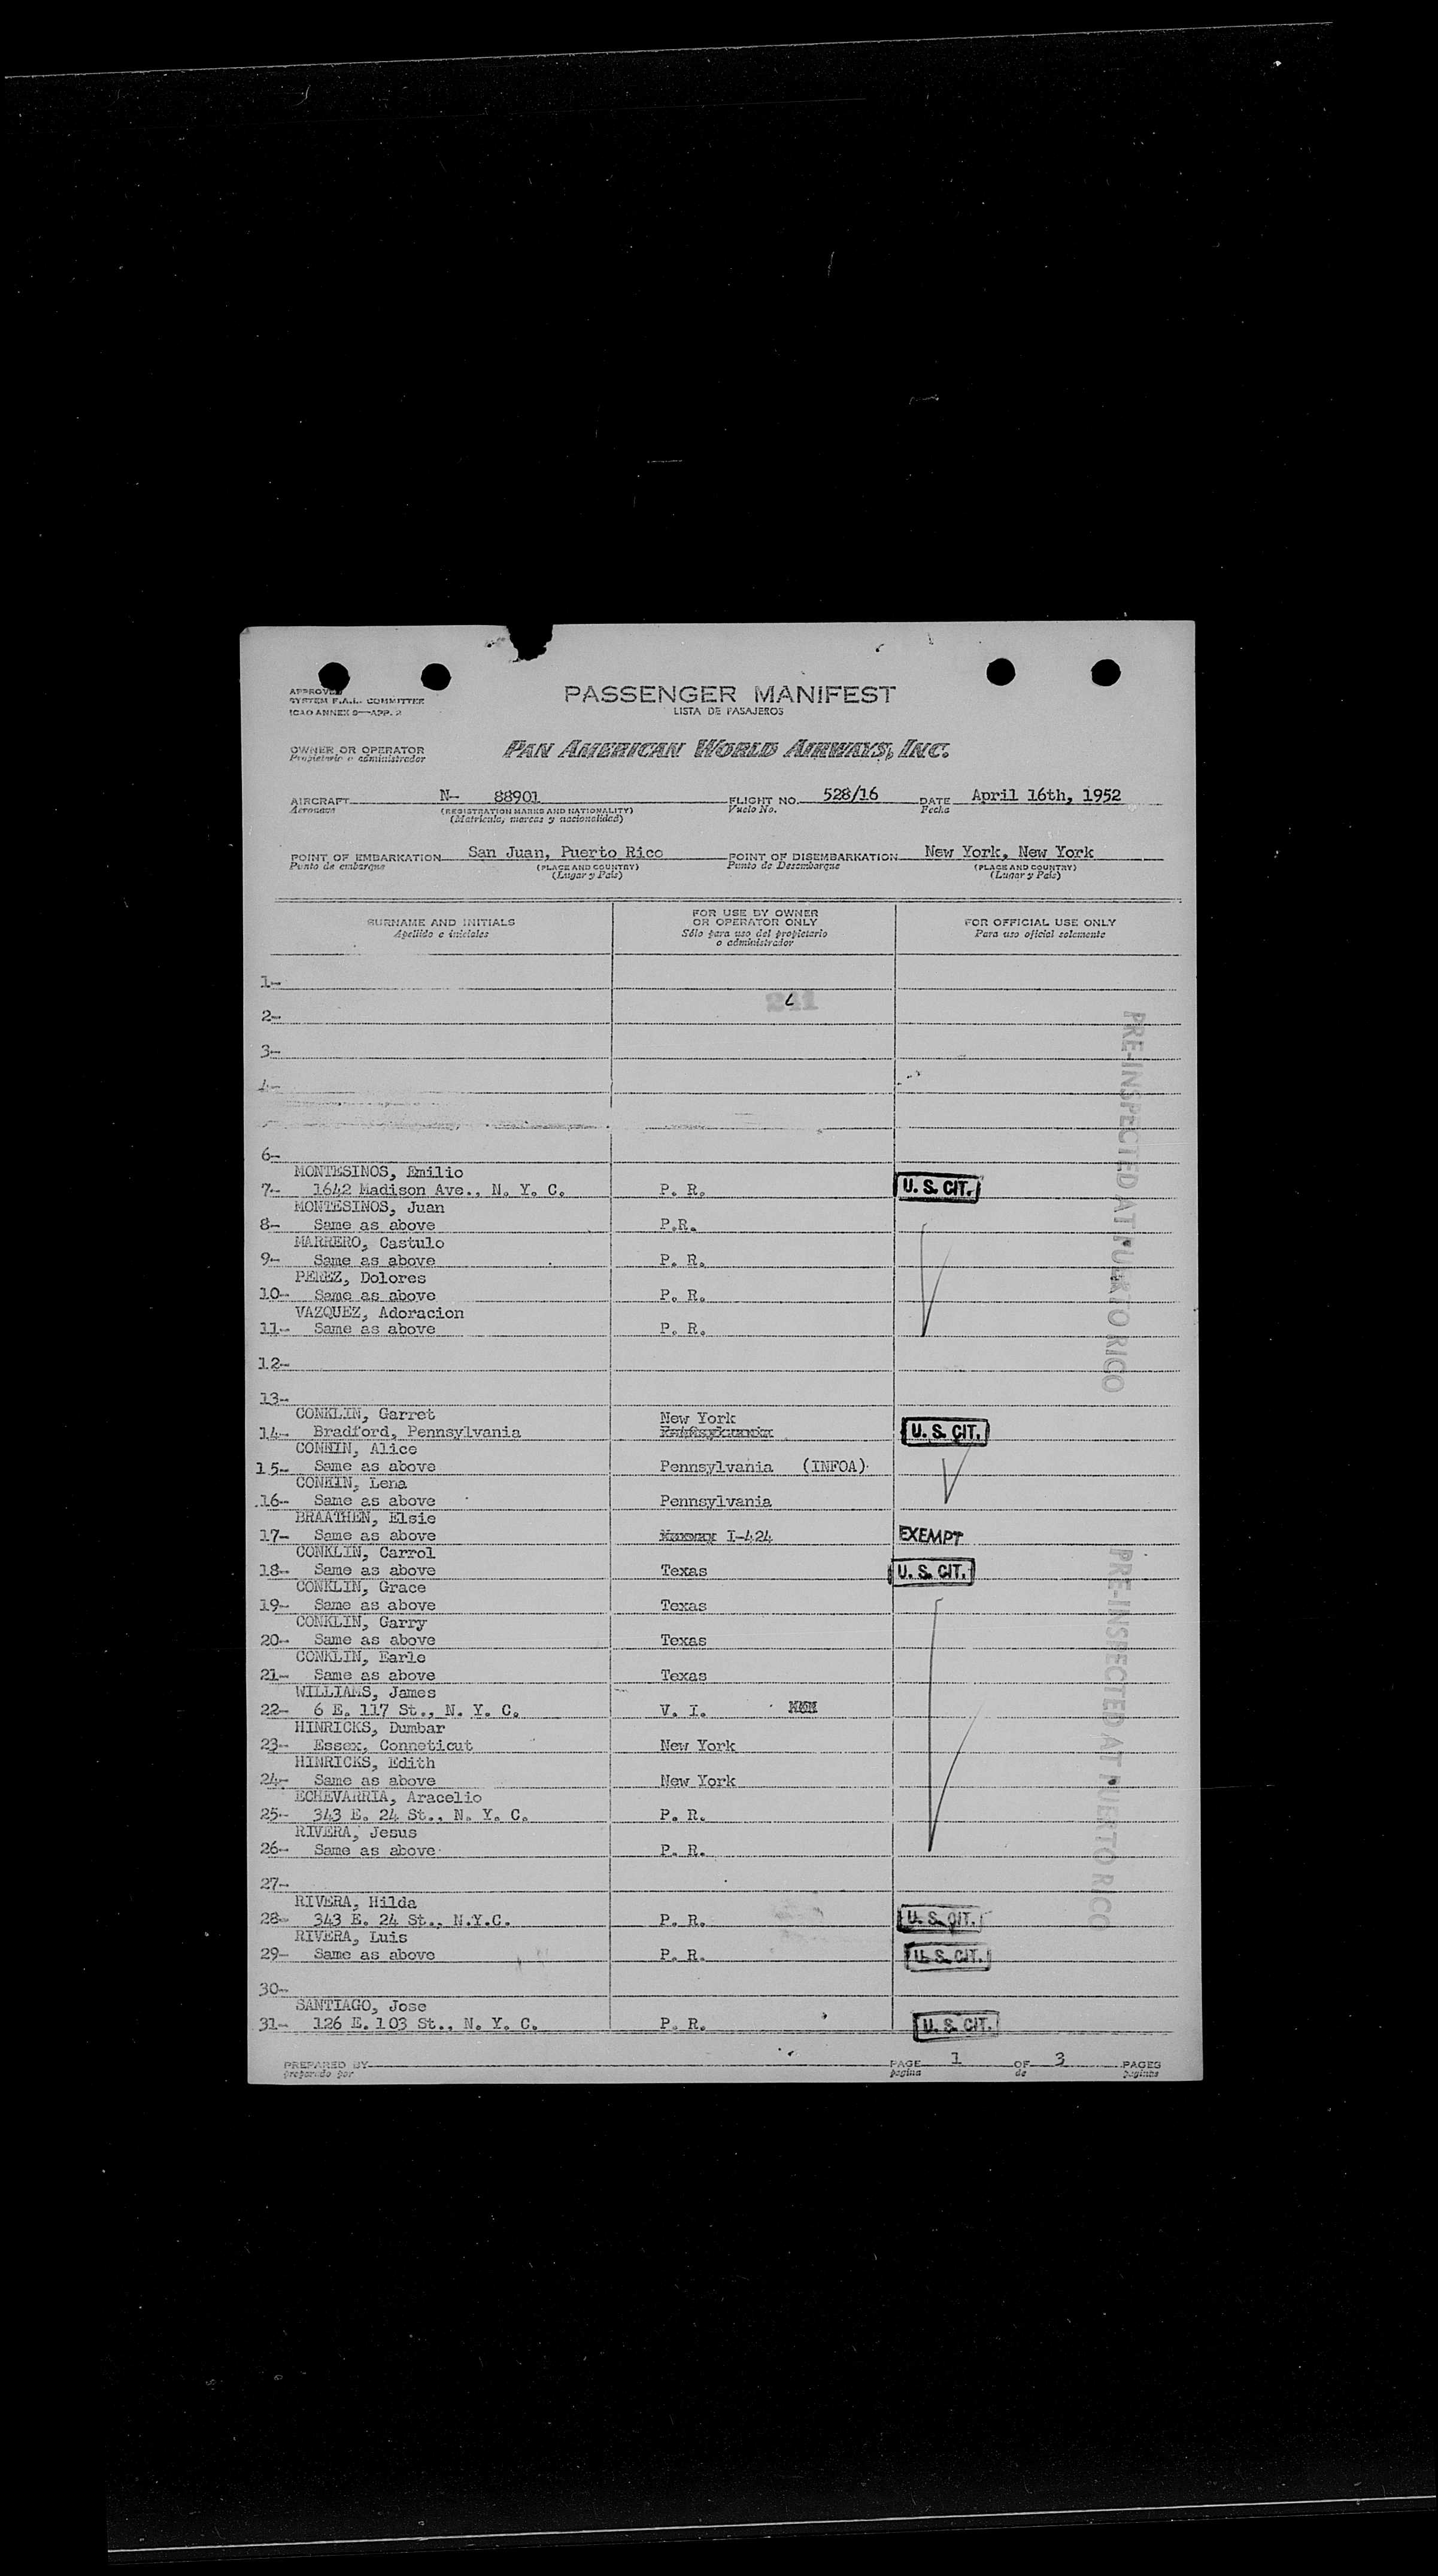 APPROVED
SYSTEM F.A.L. COMMITTEE
ICAO ANNEX 9—APP. 2
PASSENGER MANIFEST
LISTA DE PASAJEROS
OWNER OR OPERATOR
Propietario o administrador
PAN AMERICAN WORLD AIRWAYS, INC.
AIRCRAFT N- 88901 FLIGHT NO. 528/16 DATE April 16th, 1952
Aeronave (REGISTRATION MARKS AND NATIONALITY) Vuelo No. Fecha
(Matricula, marcas y nacionalidad)
POINT OF EMBARKATION San Juan, Puerto Rico POINT OF DISEMBARKATION New York, New York
Punto de embarque (PLACE AND COUNTRY) Punto de Desembarque (PLACE AND COUNTRY)
(Lugar y País) (Lugar y País)
SURNAME AND INITIALS FOR USE BY OWNER OR OPERATOR ONLY FOR OFFICIAL USE ONLY
Apellido e iniciales Sólo para uso del propietario o administrador Para uso oficial solamente
1-
241
2-
3-
4-
6-
MONTESINOS, Emilio
7- 1642 Madison Ave., N. Y. C. P. R. U. S. CIT.
MONTESINOS, Juan
8- Same as above P.R.
MARRERO, Castulo
9- Same as above P. R.
PEREZ, Dolores
10- Same as above P. R.
VAZQUEZ, Adoracion
11- Same as above P. R.
12-
13-
CONKLIN, Garret New York
14- Bradford, Pennsylvania Pennsylvania U. S. CIT.
CONKIN, Alice
15- Same as above Pennsylvania (INFOA)
CONKIN, Lena
16- Same as above Pennsylvania
BRAATHEN, Elsie
17- Same as above I-424 EXEMPT
CONKLIN, Carrol
18- Same as above Texas U. S. CIT.
CONKLIN, Grace
19- Same as above Texas
CONKLIN, Garry
20- Same as above Texas
CONKLIN, Earle
21- Same as above Texas
WILLIAMS, James
22- 6 E. 117 St., N. Y. C. V. I.
HINRICKS, Dumbar
23- Essex, Conneticut New York
HINRICKS, Edith
24- Same as above New York
ECHEVARRIA, Aracelio
25- 343 E. 24 St., N. Y. C. P. R.
RIVERA, Jesus
26- Same as above P. R.
27-
RIVERA, Hilda
28- 343 E. 24 St., N.Y.C. P. R. U. S. CIT.
RIVERA, Luis
29- Same as above P. R. U. S. CIT.
30-
SANTIAGO, Jose
31- 126 E. 103 St., N. Y. C. P. R. U. S. CIT.
PREPARED BY PAGE 1 OF 3 PAGES
preparado por pagina de paginas
PRE-INSPECTED AT PUERTO RICO
PRE-INSPECTED AT PUERTO RICO